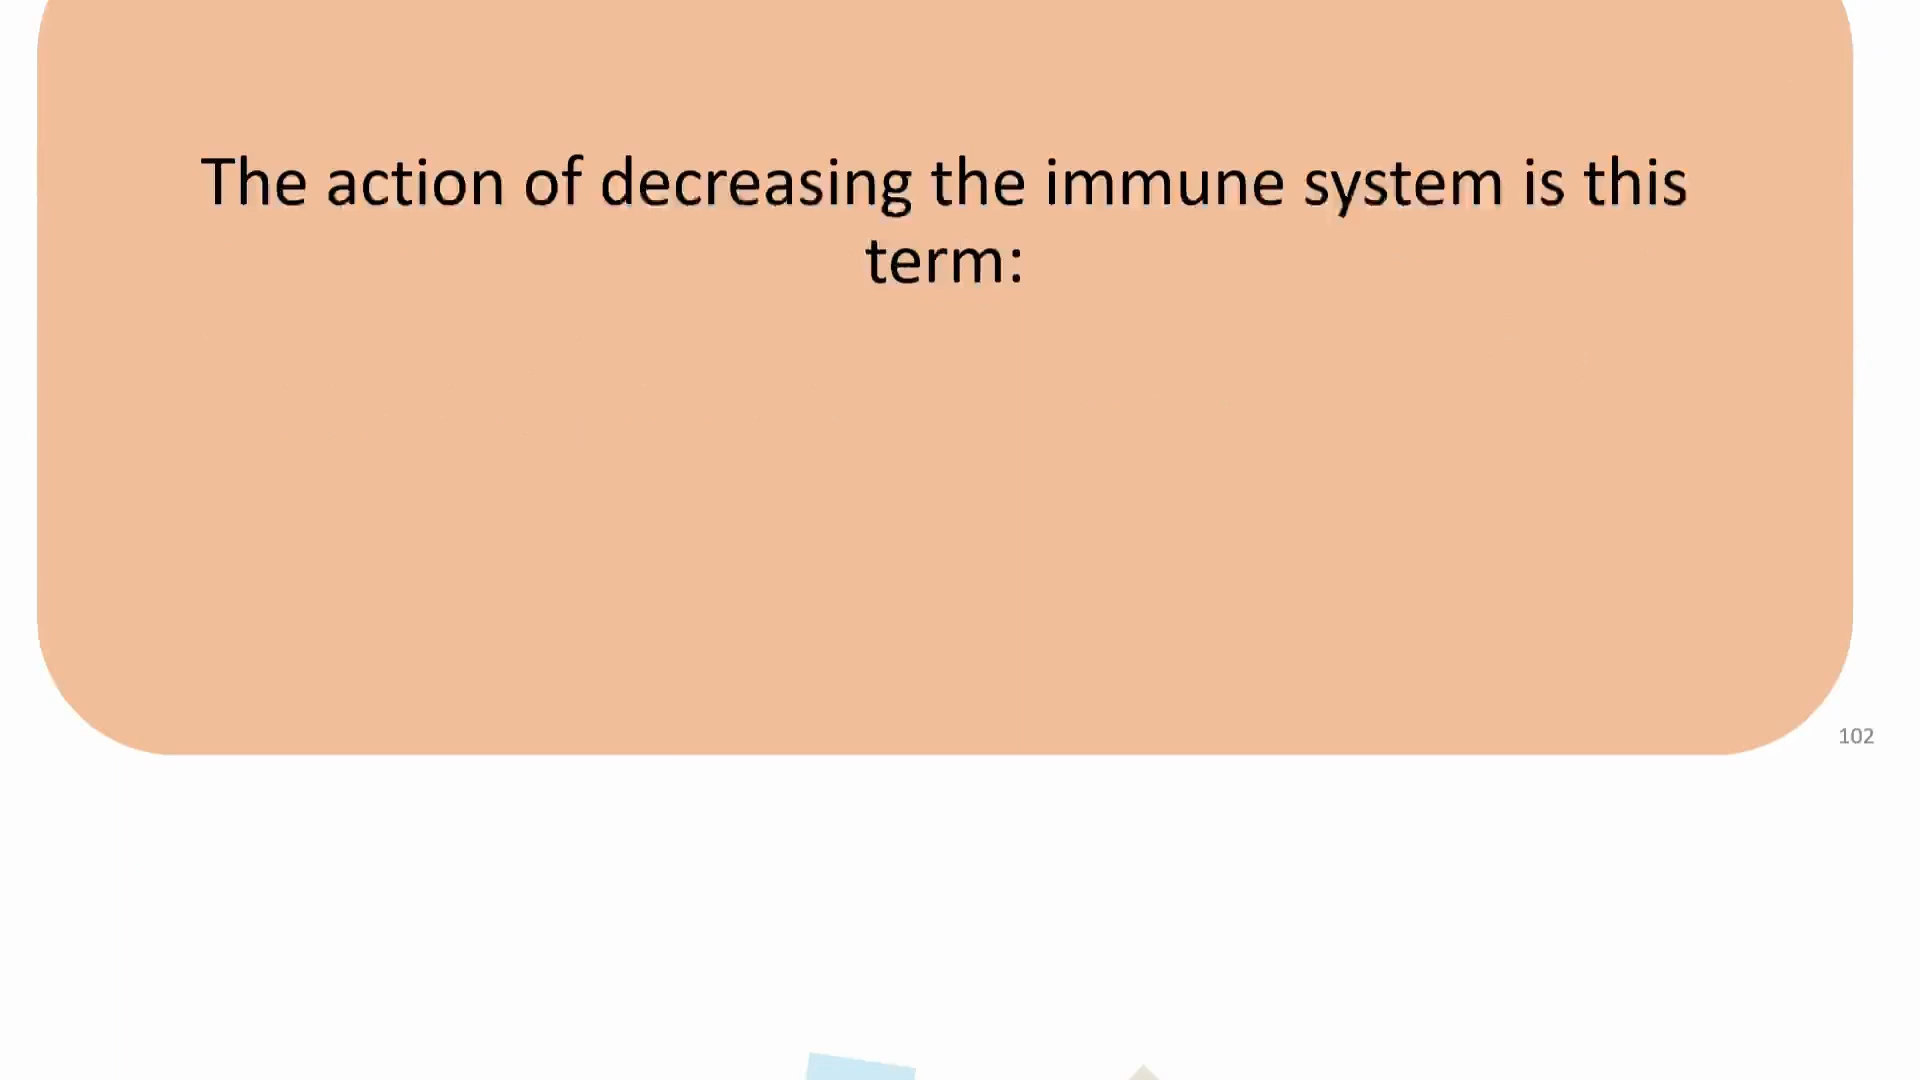 The action of decreasing the immune system is this
term:
102